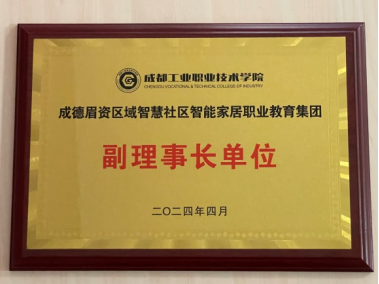 成都工业职业技术学院
CHENGDU VOCATIONAL & TECHNICAL COLLEGE OF INDUSTRY
成德眉资区域智慧社区智能家居职业教育集团
副理事长单位
二〇二四年四月